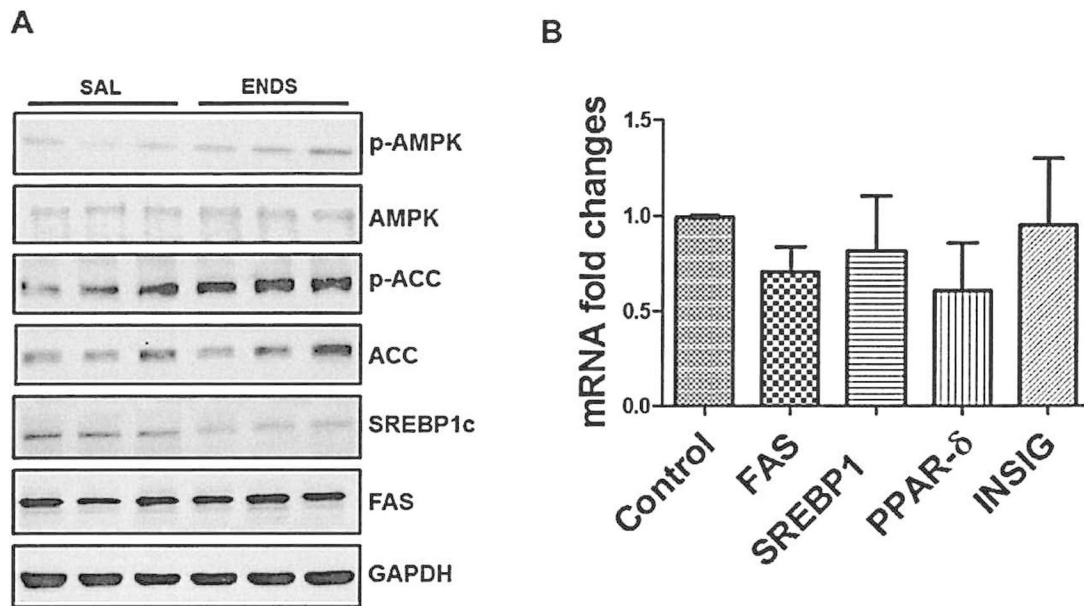 A
SAL ENDS
p-AMPK
AMPK
p-ACC
ACC
SREBP1c
FAS
GAPDH
B
mRNA fold changes
1.5
1.0
0.5
0.0
Control
FAS
SREBP1
PPAR-δ
INSIG